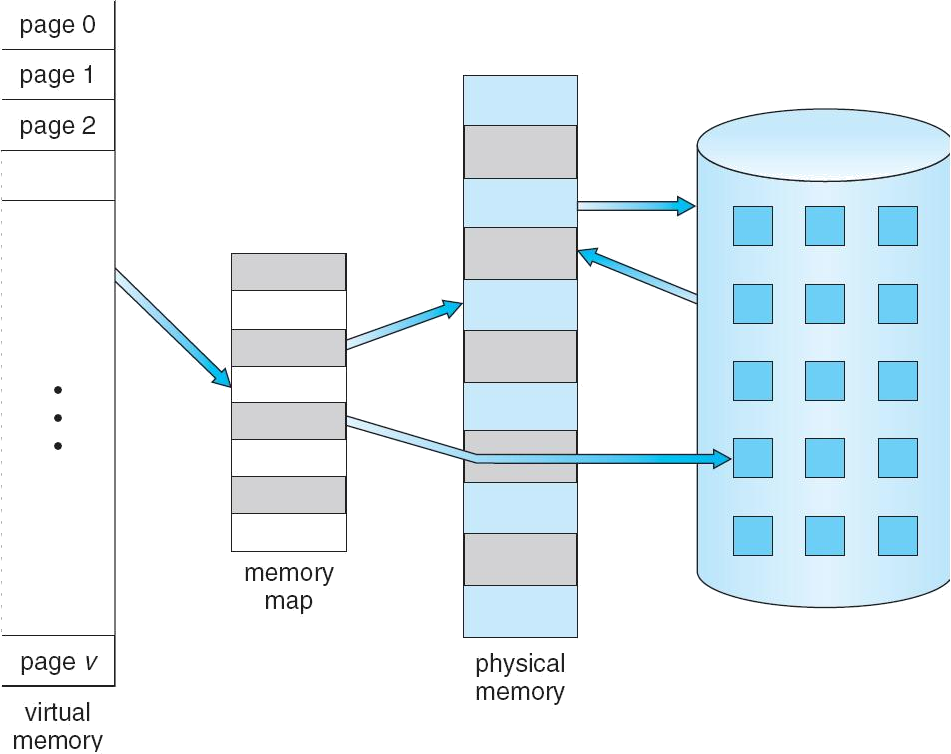 page 0
page 1
page 2
page v
virtual
memory
memory
map
physical
memory